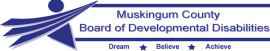 Muskingum County
Board of Developmental Disabilities
Dream ★ Believe ★ Achieve